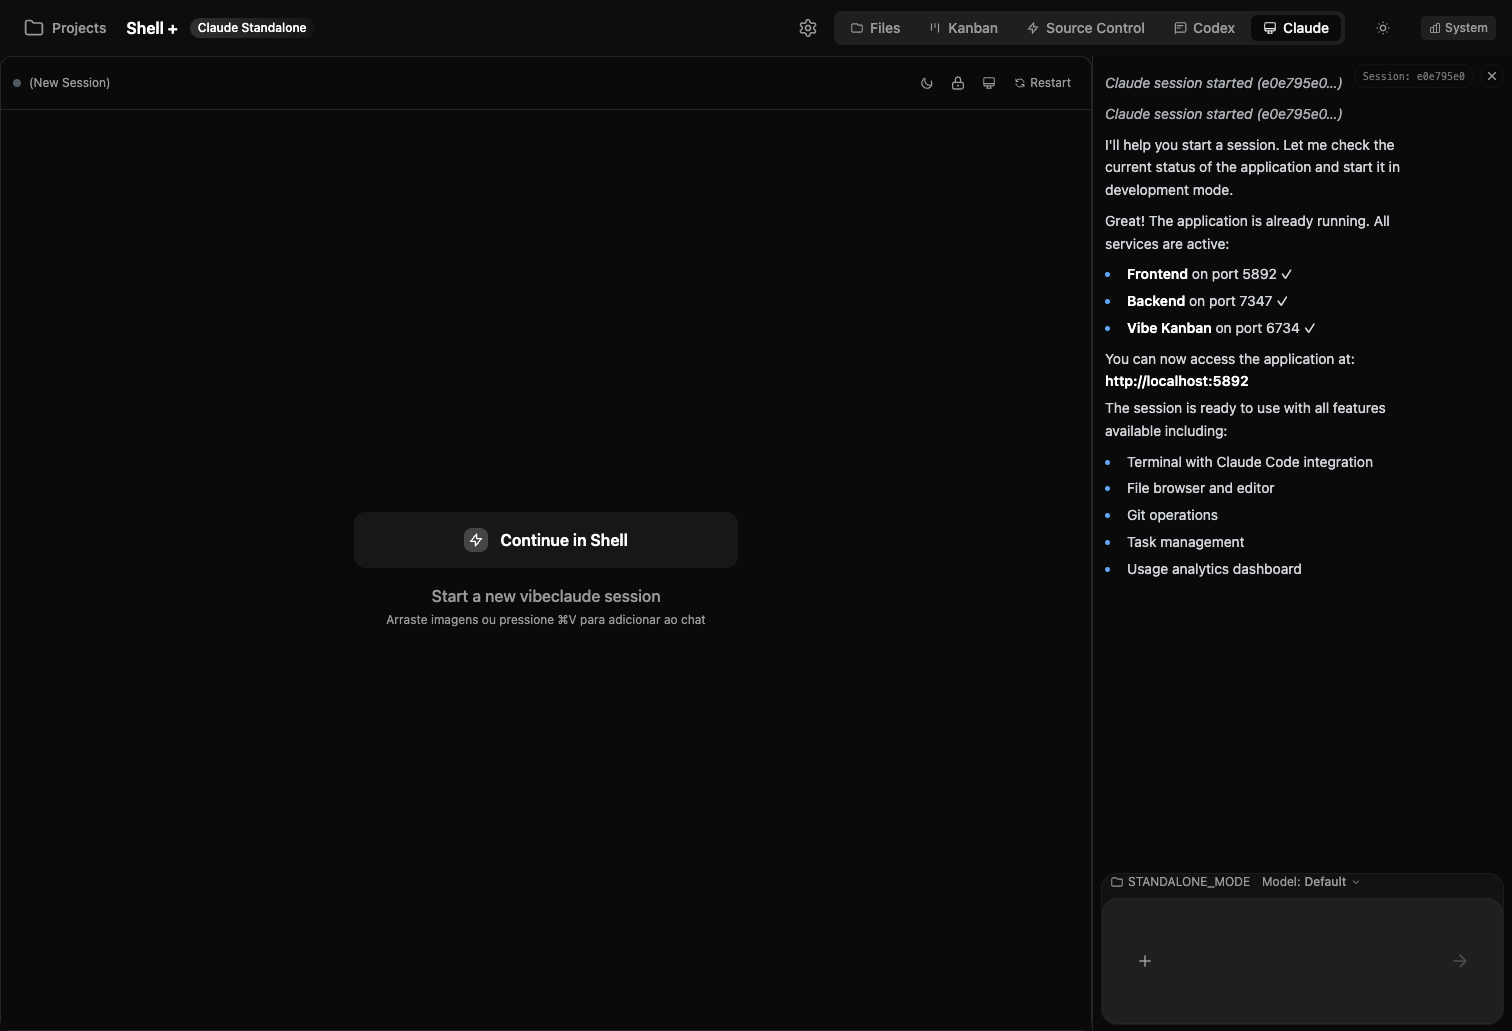 Projects
Shell +
Claude Standalone
Files
Kanban
Source Control
Codex
Claude
System
(New Session)
Restart
Continue in Shell
Start a new vibeclaude session
Arraste imagens ou pressione ⌘V para adicionar ao chat
Session: e0e795e0
Claude session started (e0e795e0...)
Claude session started (e0e795e0...)
I'll help you start a session. Let me check the
current status of the application and start it in
development mode.
Great! The application is already running. All
services are active:
Frontend on port 5892 ✓
Backend on port 7347 ✓
Vibe Kanban on port 6734 ✓
You can now access the application at:
http://localhost:5892
The session is ready to use with all features
available including:
Terminal with Claude Code integration
File browser and editor
Git operations
Task management
Usage analytics dashboard
STANDALONE_MODE
Model: Default